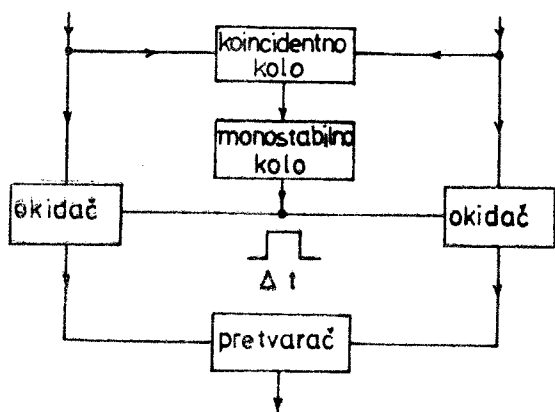 koincidentno
kolo
monostabilno
kolo
okidač
okidač
Δ t
pretvarač